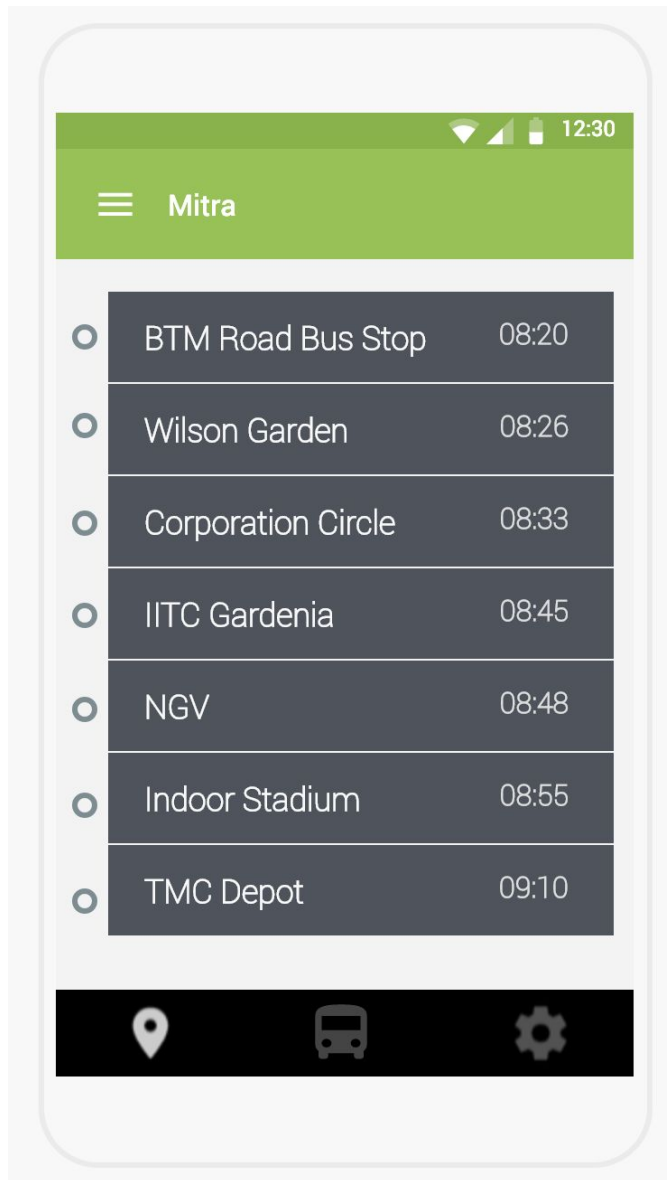 12:30
Mitra
BTM Road Bus Stop 08:20
Wilson Garden 08:26
Corporation Circle 08:33
IITC Gardenia 08:45
NGV 08:48
Indoor Stadium 08:55
TMC Depot 09:10